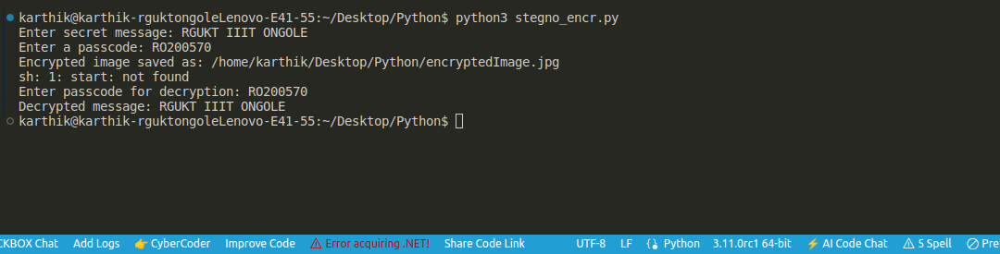 karthik@karthik-rguktongoleLenovo-E41-55:~/Desktop/Python$ python3 stegno_encr.py
Enter secret message: RGUKT IIIT ONGOLE
Enter a passcode: RO200570
Encrypted image saved as: /home/karthik/Desktop/Python/encryptedImage.jpg
sh: 1: start: not found
Enter passcode for decryption: RO200570
Decrypted message: RGUKT IIIT ONGOLE
karthik@karthik-rguktongoleLenovo-E41-55:~/Desktop/Python$
CKBOX Chat Add Logs 👉 CyberCoder Improve Code ⚠ Error acquiring .NET! Share Code Link UTF-8 LF Python 3.11.0rc1 64-bit ⚡ AI Code Chat ⚠ 5 Spell Pre